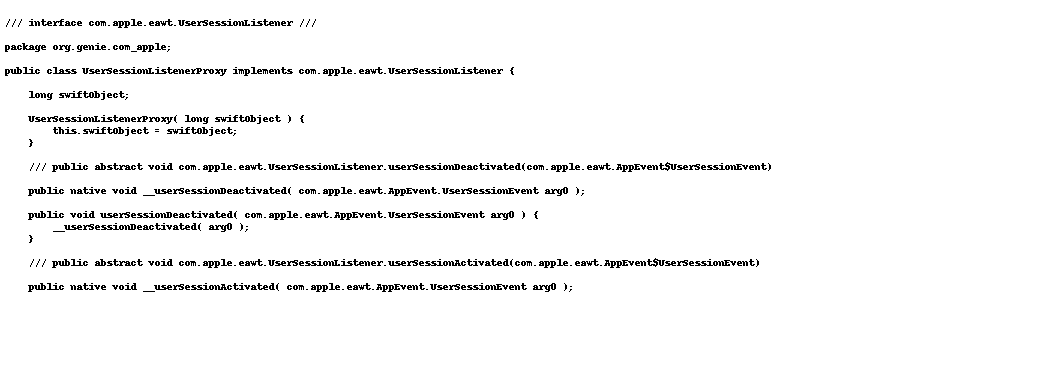 /// interface com.apple.eawt.UserSessionListener ///
package org.genie.com_apple;
public class UserSessionListenerProxy implements com.apple.eawt.UserSessionListener {
long swiftObject;
UserSessionListenerProxy( long swiftObject ) {
this.swiftObject = swiftObject;
}
/// public abstract void com.apple.eawt.UserSessionListener.userSessionDeactivated(com.apple.eawt.AppEvent$UserSessionEvent)
public native void __userSessionDeactivated( com.apple.eawt.AppEvent.UserSessionEvent arg0 );
public void userSessionDeactivated( com.apple.eawt.AppEvent.UserSessionEvent arg0 ) {
__userSessionDeactivated( arg0 );
}
/// public abstract void com.apple.eawt.UserSessionListener.userSessionActivated(com.apple.eawt.AppEvent$UserSessionEvent)
public native void __userSessionActivated( com.apple.eawt.AppEvent.UserSessionEvent arg0 );